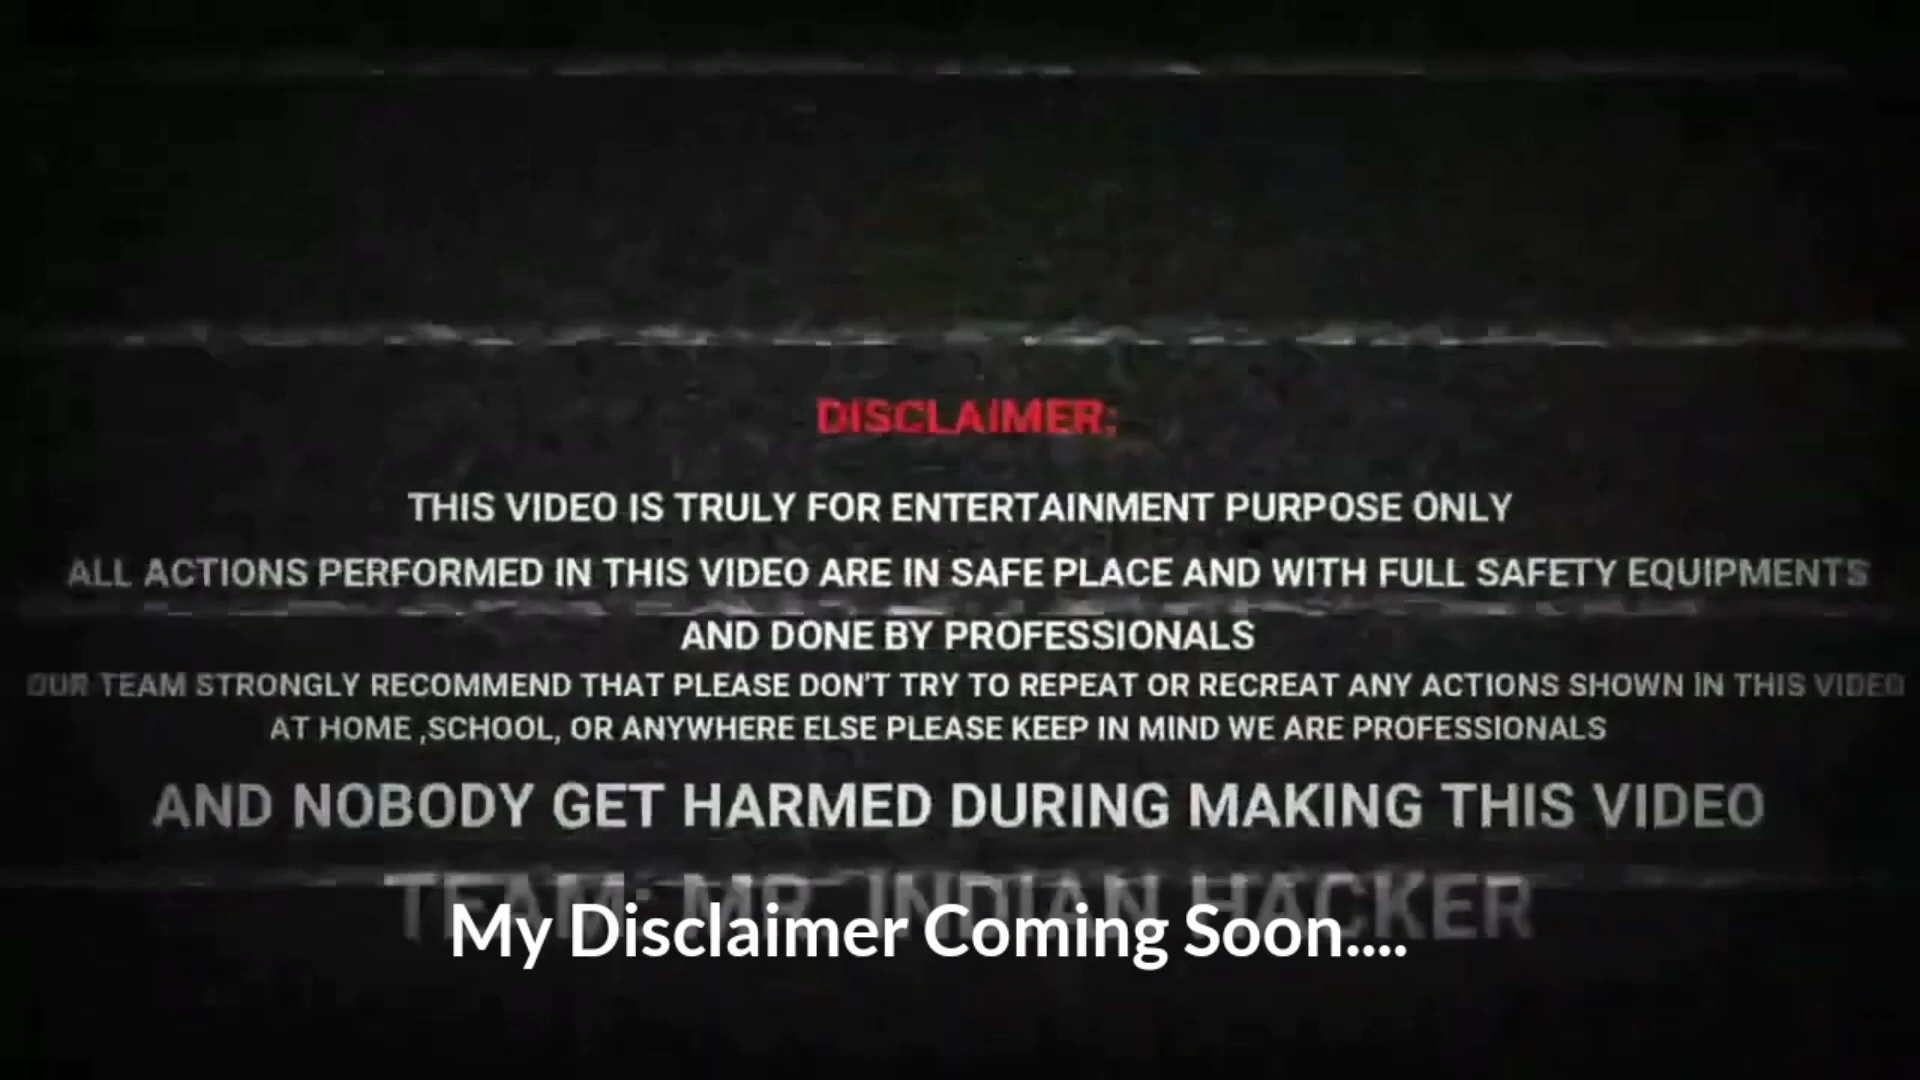 DISCLAIMER:
THIS VIDEO IS TRULY FOR ENTERTAINMENT PURPOSE ONLY
ALL ACTIONS PERFORMED IN THIS VIDEO ARE IN SAFE PLACE AND WITH FULL SAFETY EQUIPMENTS
AND DONE BY PROFESSIONALS
OUR TEAM STRONGLY RECOMMEND THAT PLEASE DON'T TRY TO REPEAT OR RECREAT ANY ACTIONS SHOWN IN THIS VIDEO
AT HOME ,SCHOOL, OR ANYWHERE ELSE PLEASE KEEP IN MIND WE ARE PROFESSIONALS
AND NOBODY GET HARMED DURING MAKING THIS VIDEO
TEAM: MR. INDIAN HACKER
My Disclaimer Coming Soon....